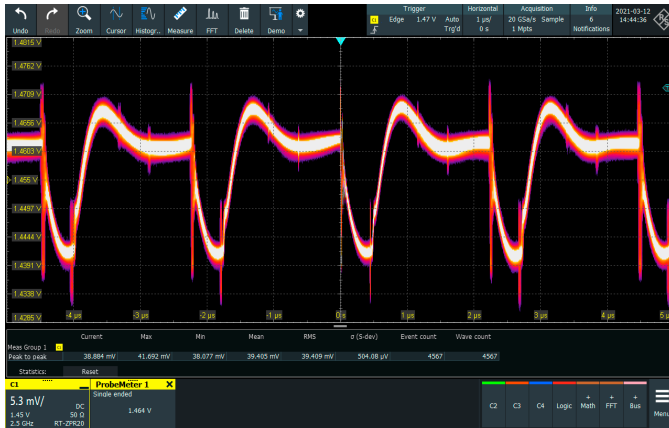 Undo Redo Zoom Cursor Histogr.. Measure FFT Delete Demo
Trigger
C1 Edge 1.47 V Auto
Trig'd
Horizontal
1 µs/
0 s
Acquisition
20 GSa/s Sample
1 Mpts
Info
6
Notifications
2021-03-12
14:44:36
1.4815 V
1.4762 V
1.4709 V
1.4656 V
1.4603 V
1.455 V
1.4497 V
1.4444 V
1.4391 V
1.4338 V
1.4285 V
-4 µs -3 µs -2 µs -1 µs 0 s 1 µs 2 µs 3 µs 4 µs 5 µ
Current Max Min Mean RMS σ (S-dev) Event count Wave count
Meas Group 1 C1
Peak to peak 38.884 mV 41.692 mV 38.077 mV 39.405 mV 39.409 mV 504.08 µV 4567 4567
Statistics: Reset
C1
5.3 mV/ DC
1.45 V 50 Ω
2.5 GHz RT-ZPR20
ProbeMeter 1 X
Single ended
1.464 V
C2 C3 C4 Logic + Math + FFT + Bus
Menu